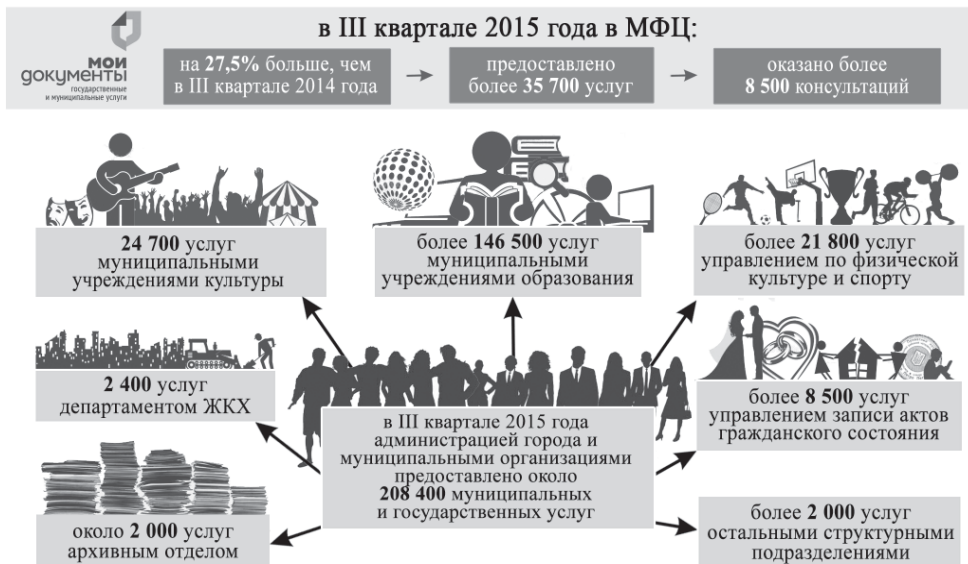 в III квартале 2015 года в МФЦ:
мои
документы
государственные
и муниципальные услуги
на 27,5% больше, чем
в III квартале 2014 года
предоставлено
более 35 700 услуг
оказано более
8 500 консультаций
24 700 услуг
муниципальными
учреждениями культуры
более 146 500 услуг
муниципальными
учреждениями образования
более 21 800 услуг
управлением по физической
культуре и спорту
2 400 услуг
департаментом ЖКХ
более 8 500 услуг
управлением записи актов
гражданского состояния
в III квартале 2015 года
администрацией города и
муниципальными организациями
предоставлено около
208 400 муниципальных
и государственных услуг
около 2 000 услуг
архивным отделом
более 2 000 услуг
остальными структурными
подразделениями